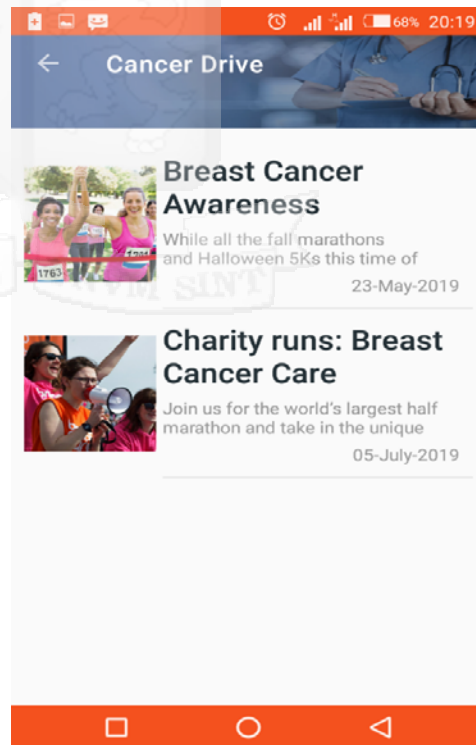 68% 20:19
Cancer Drive
Breast Cancer
Awareness
While all the fall marathons
and Halloween 5Ks this time of
23-May-2019
1763
Charity runs: Breast
Cancer Care
Join us for the world's largest half
marathon and take in the unique
05-July-2019